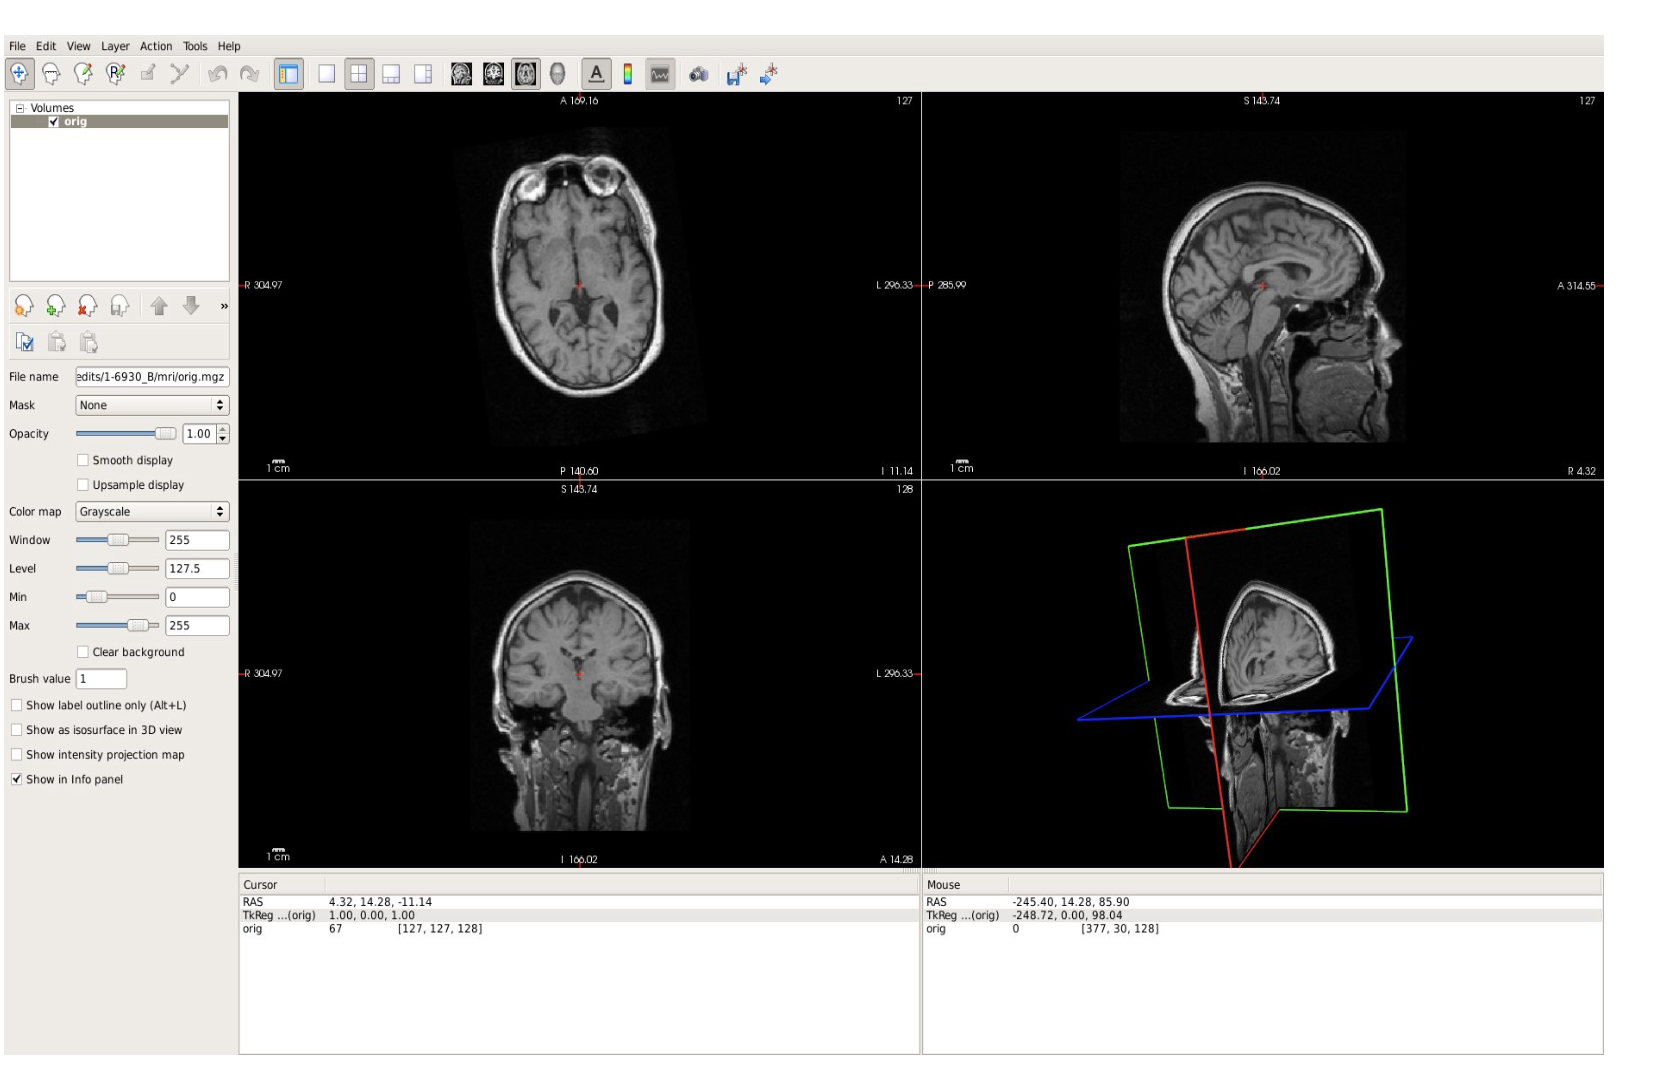 File Edit View Layer Action Tools Help
Volumes
orig
»
File name edits/1-6930_B/mri/orig.mgz
Mask None
Opacity 1.00
Smooth display
Upsample display
Color map Grayscale
Window 255
Level 127.5
Min 0
Max 255
Clear background
Brush value 1
Show label outline only (Alt+L)
Show as isosurface in 3D view
Show intensity projection map
Show in Info panel
A 169.16 127
R 304.97 L 296.33
1 cm P 140.60 I 11.14
S 143.74 127
P 285.99 A 314.55
1 cm I 166.02 R 4.32
S 143.74 128
R 304.97 L 296.33
1 cm I 166.02 A 14.28
Cursor
RAS 4.32, 14.28, -11.14
TkReg ...(orig) 1.00, 0.00, 1.00
orig 67 [127, 127, 128]
Mouse
RAS -245.40, 14.28, 85.90
TkReg ...(orig) -248.72, 0.00, 98.04
orig 0 [377, 30, 128]